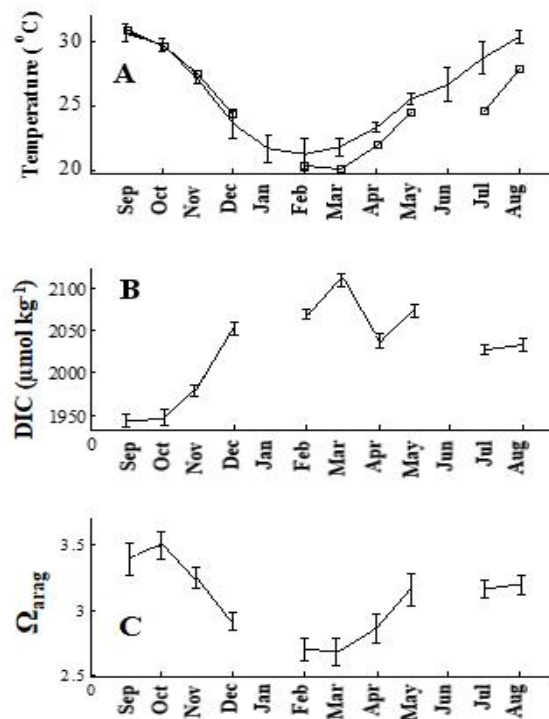 A
Temperature ( ⁰C)
30
25
20
Sep Oct Nov Dec Jan Feb Mar Apr May Jun Jul Aug
B
DIC (µmol kg⁻¹)
2100
2050
2000
1950
0
Sep Oct Nov Dec Jan Feb Mar Apr May Jun Jul Aug
C
Ωarag
3.5
3
2.5
0
Sep Oct Nov Dec Jan Feb Mar Apr May Jun Jul Aug